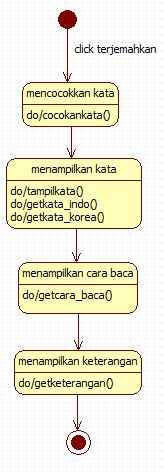 click terjemahkan
mencocokkan kata
do/cocokankata()
menampilkan kata
do/tampilkata()
do/getkata_indo()
do/getkata_korea()
menampilkan cara baca
do/getcara_baca()
menampilkan keterangan
do/getketerangan()